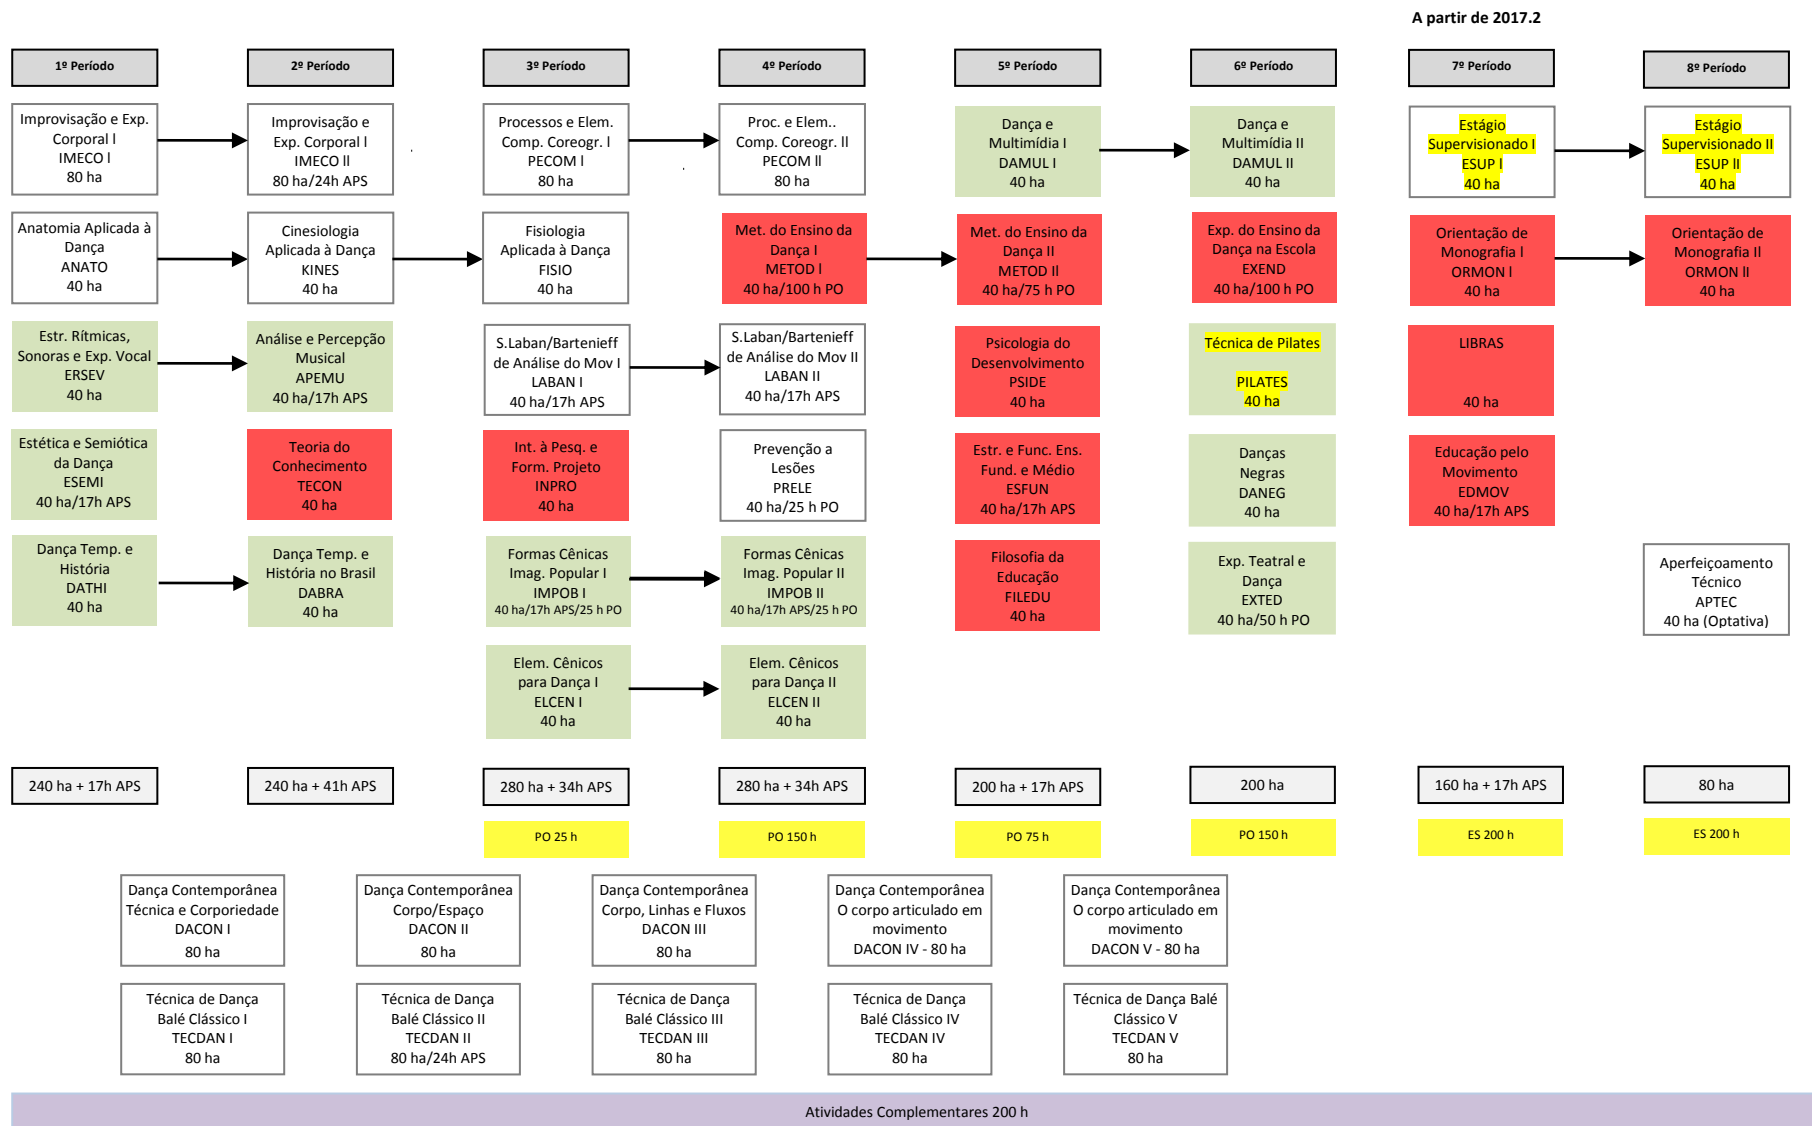 A partir de 2017.2
1º Período
2º Período
3º Período
4º Período
5º Período
6º Período
7º Período
8º Período
Improvisação e Exp.
Corporal l
IMECO l
80 ha
Improvisação e
Exp. Corporal l
IMECO ll
80 ha/24h APS
Processos e Elem.
Comp. Coreogr. l
PECOM l
80 ha
Proc. e Elem..
Comp. Coreogr. ll
PECOM ll
80 ha
Dança e
Multimídia I
DAMUL I
40 ha
Dança e
Multimídia II
DAMUL II
40 ha
Estágio
Supervisionado I
ESUP l
40 ha
Estágio
Supervisionado II
ESUP II
40 ha
Anatomia Aplicada à
Dança
ANATO
40 ha
Cinesiologia
Aplicada à Dança
KINES
40 ha
Fisiologia
Aplicada à Dança
FISIO
40 ha
Met. do Ensino da
Dança I
METOD l
40 ha/100 h PO
Met. do Ensino da
Dança II
METOD Il
40 ha/75 h PO
Exp. do Ensino da
Dança na Escola
EXEND
40 ha/100 h PO
Orientação de
Monografia l
ORMON l
40 ha
Orientação de
Monografia Il
ORMON ll
40 ha
Estr. Rítmicas,
Sonoras e Exp. Vocal
ERSEV
40 ha
Análise e Percepção
Musical
APEMU
40 ha/17h APS
S.Laban/Bartenieff
de Análise do Mov I
LABAN I
40 ha/17h APS
S.Laban/Bartenieff
de Análise do Mov II
LABAN II
40 ha/17h APS
Psicologia do
Desenvolvimento
PSIDE
40 ha
Técnica de Pilates
PILATES
40 ha
LIBRAS
40 ha
Estética e Semiótica
da Dança
ESEMI
40 ha/17h APS
Teoria do
Conhecimento
TECON
40 ha
Int. à Pesq. e
Form. Projeto
INPRO
40 ha
Prevenção a
Lesões
PRELE
40 ha/25 h PO
Estr. e Func. Ens.
Fund. e Médio
ESFUN
40 ha/17h APS
Danças
Negras
DANEG
40 ha
Educação pelo
Movimento
EDMOV
40 ha/17h APS
Dança Temp. e
História
DATHI
40 ha
Dança Temp. e
História no Brasil
DABRA
40 ha
Formas Cênicas
Imag. Popular I
IMPOB I
40 ha/17h APS/25 h PO
Formas Cênicas
Imag. Popular II
IMPOB II
40 ha/17h APS/25 h PO
Filosofia da
Educação
FILEDU
40 ha
Exp. Teatral e
Dança
EXTED
40 ha/50 h PO
Aperfeiçoamento
Técnico
APTEC
40 ha (Optativa)
Elem. Cênicos
para Dança I
ELCEN I
40 ha
Elem. Cênicos
para Dança II
ELCEN II
40 ha
240 ha + 17h APS
240 ha + 41h APS
280 ha + 34h APS
280 ha + 34h APS
200 ha + 17h APS
200 ha
160 ha + 17h APS
80 ha
PO 25 h
PO 150 h
PO 75 h
PO 150 h
ES 200 h
ES 200 h
Dança Contemporânea
Técnica e Corporiedade
DACON I
80 ha
Dança Contemporânea
Corpo/Espaço
DACON II
80 ha
Dança Contemporânea
Corpo, Linhas e Fluxos
DACON III
80 ha
Dança Contemporânea
O corpo articulado em
movimento
DACON IV - 80 ha
Dança Contemporânea
O corpo articulado em
movimento
DACON V - 80 ha
Técnica de Dança
Balé Clássico I
TECDAN I
80 ha
Técnica de Dança
Balé Clássico II
TECDAN II
80 ha/24h APS
Técnica de Dança
Balé Clássico III
TECDAN III
80 ha
Técnica de Dança
Balé Clássico IV
TECDAN IV
80 ha
Técnica de Dança Balé
Clássico V
TECDAN V
80 ha
Atividades Complementares 200 h